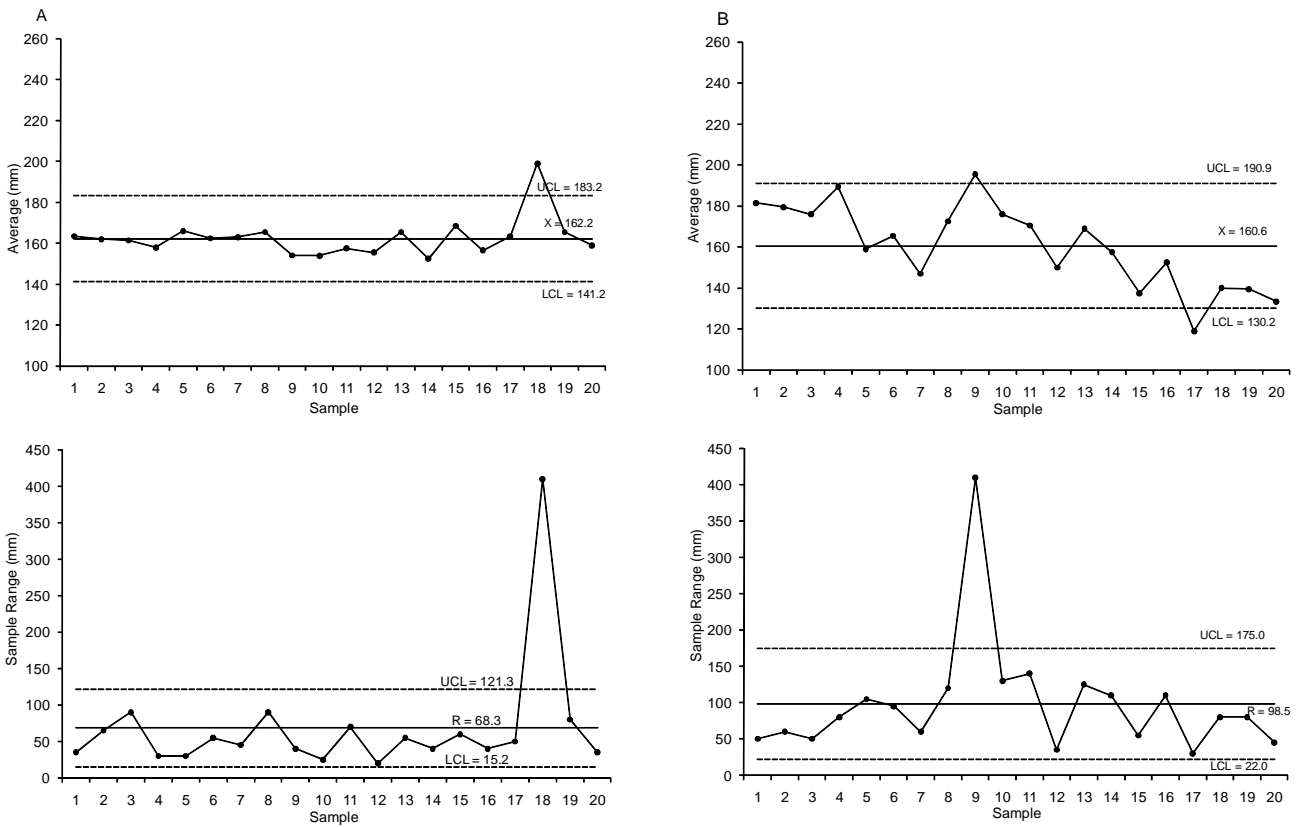 A
260
240
220
200
180
160
140
120
100
Average (mm)
UCL = 183.2
X = 162.2
LCL = 141.2
1 2 3 4 5 6 7 8 9 10 11 12 13 14 15 16 17 18 19 20
Sample
B
260
240
220
200
180
160
140
120
100
Average (mm)
UCL = 190.9
X = 160.6
LCL = 130.2
1 2 3 4 5 6 7 8 9 10 11 12 13 14 15 16 17 18 19 20
Sample
450
400
350
300
250
200
150
100
50
0
Sample Range (mm)
UCL = 121.3
R = 68.3
LCL = 15.2
1 2 3 4 5 6 7 8 9 10 11 12 13 14 15 16 17 18 19 20
Sample
450
400
350
300
250
200
150
100
50
0
Sample Range (mm)
UCL = 175.0
R = 98.5
LCL = 22.0
1 2 3 4 5 6 7 8 9 10 11 12 13 14 15 16 17 18 19 20
Sample